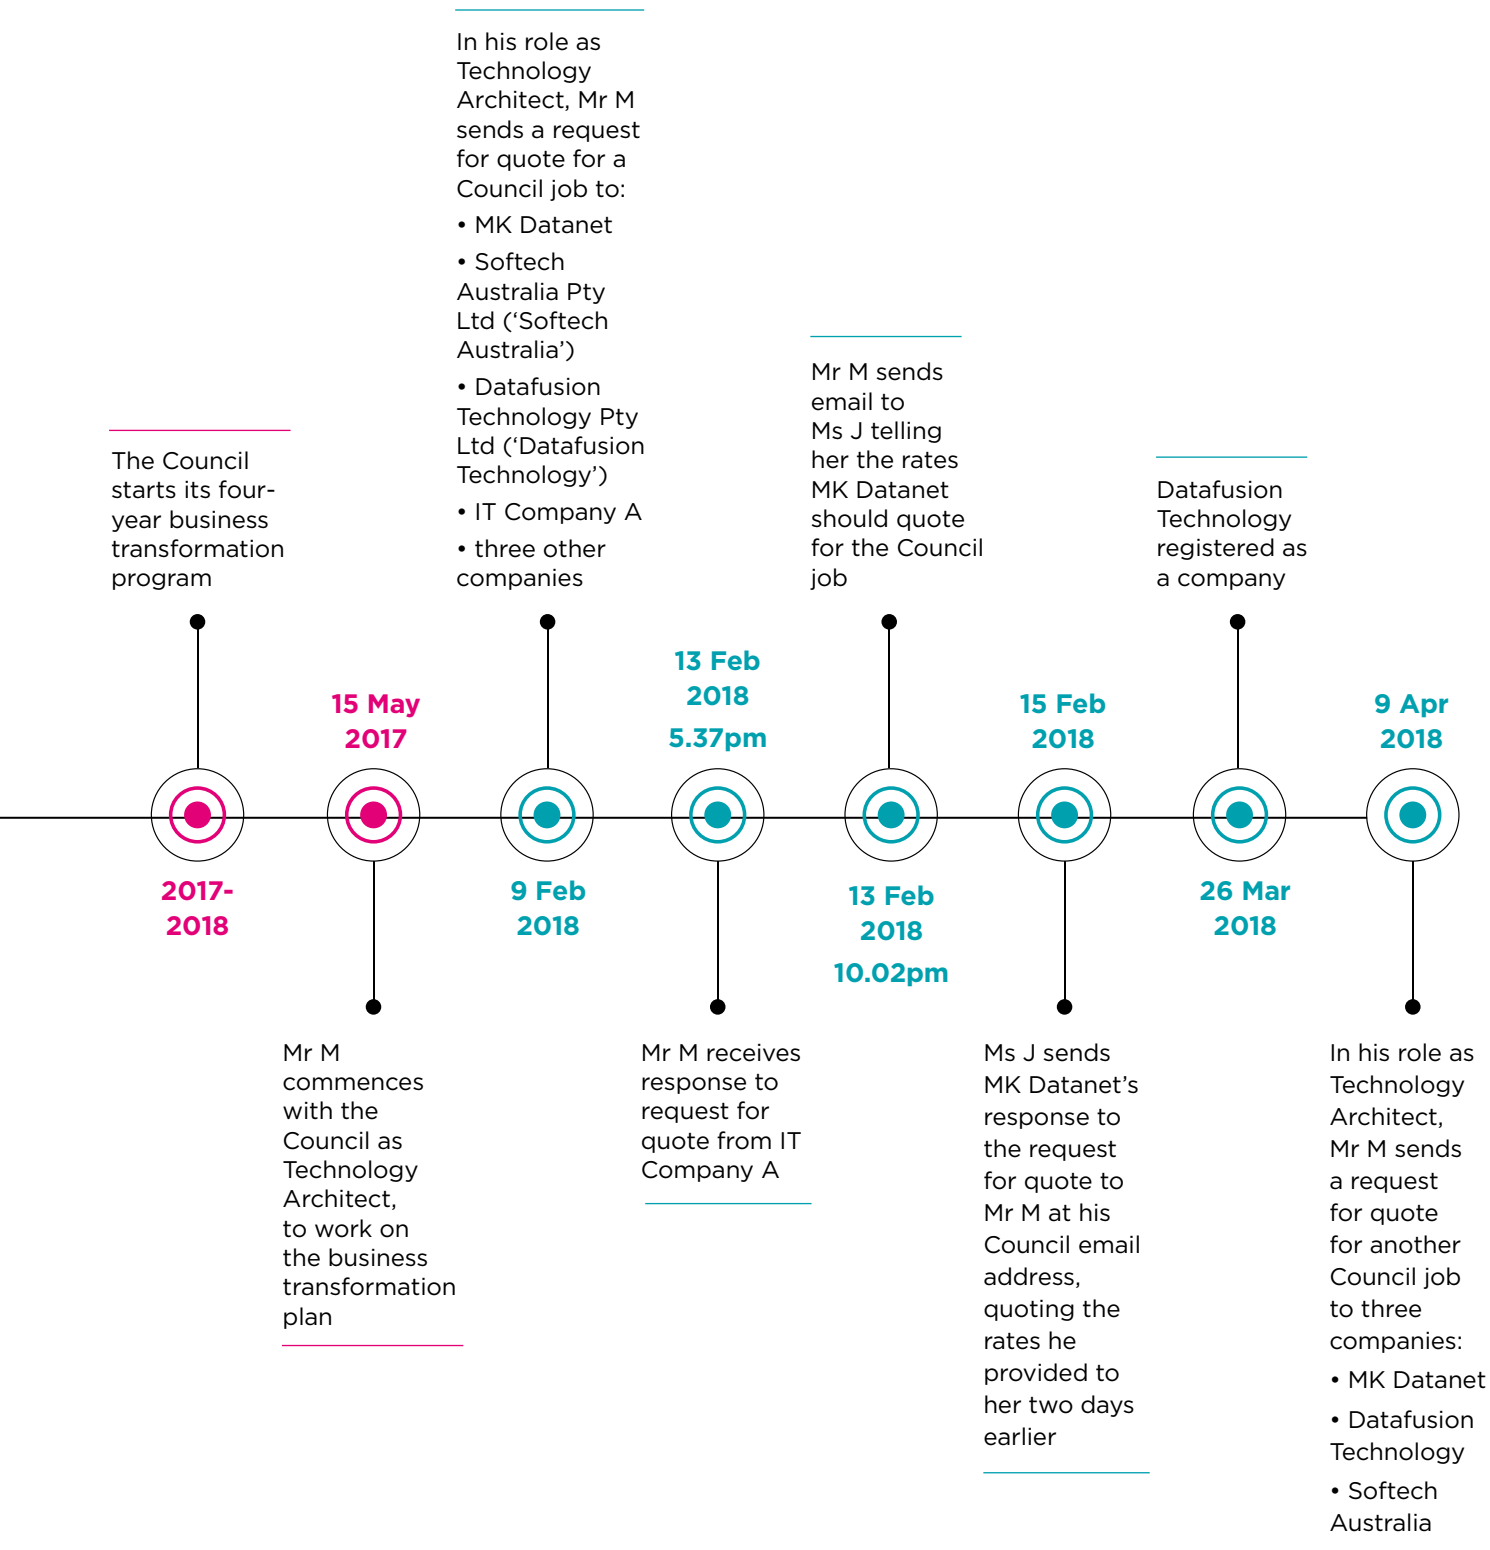 The Council
starts its four-
year business
transformation
program
2017-
2018
15 May
2017
Mr M
commences
with the
Council as
Technology
Architect,
to work on
the business
transformation
plan
In his role as
Technology
Architect, Mr M
sends a request
for quote for a
Council job to:
• MK Datanet
• Softech
Australia Pty
Ltd (‘Softech
Australia’)
• Datafusion
Technology Pty
Ltd (‘Datafusion
Technology’)
• IT Company A
• three other
companies
9 Feb
2018
13 Feb
2018
5.37pm
Mr M receives
response to
request for
quote from IT
Company A
Mr M sends
email to
Ms J telling
her the rates
MK Datanet
should quote
for the Council
job
13 Feb
2018
10.02pm
15 Feb
2018
Ms J sends
MK Datanet’s
response to
the request
for quote to
Mr M at his
Council email
address,
quoting the
rates he
provided to
her two days
earlier
Datafusion
Technology
registered as
a company
26 Mar
2018
9 Apr
2018
In his role as
Technology
Architect,
Mr M sends
a request
for quote
for another
Council job
to three
companies:
• MK Datanet
• Datafusion
Technology
• Softech
Australia